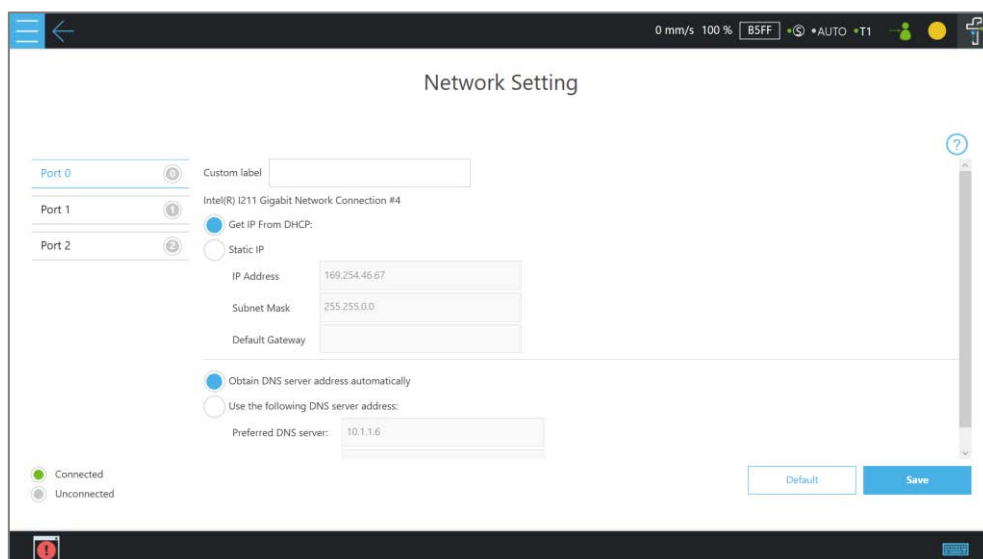 0 mm/s 100 % B5FF S AUTO T1
Network Setting
?
Port 0 0
Port 1 1
Port 2 2
Custom label
Intel(R) I211 Gigabit Network Connection #4
Get IP From DHCP:
Static IP
IP Address 169.254.46.67
Subnet Mask 255.255.0.0
Default Gateway
Obtain DNS server address automatically
Use the following DNS server address:
Preferred DNS server: 10.1.1.6
Connected
Unconnected
Default Save